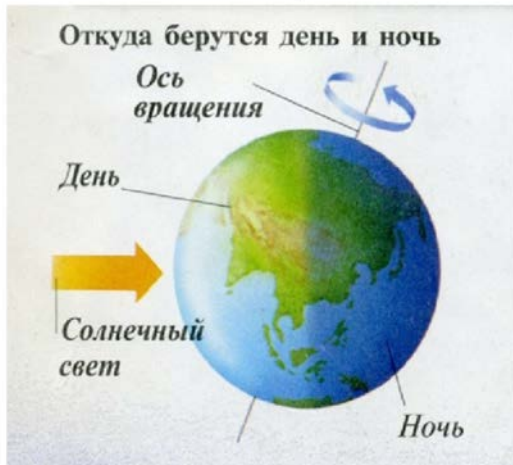 Откуда берутся день и ночь
Ось
вращения
День
Солнечный
свет
Ночь